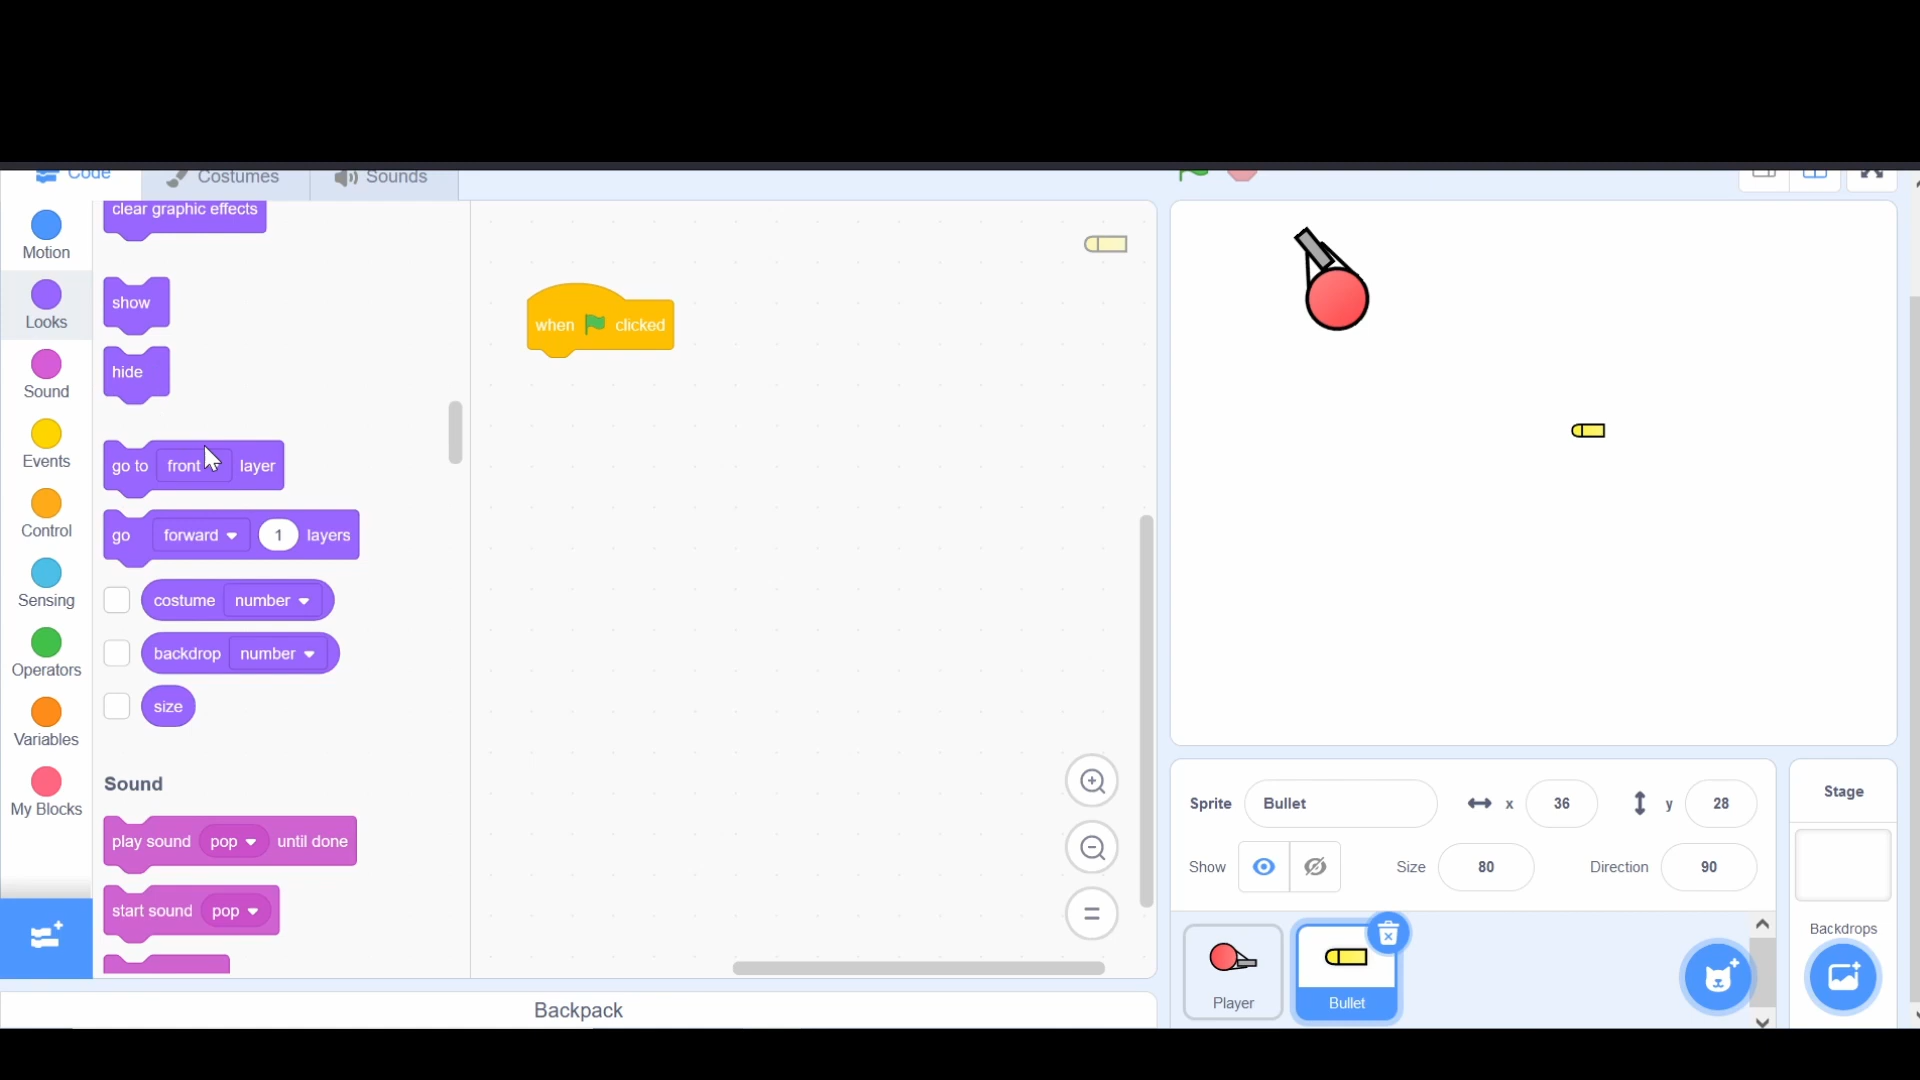 Code
Costumes
Sounds
Motion
Looks
Sound
Events
Control
Sensing
Operators
Variables
My Blocks
clear graphic effects
show
hide
go to front layer
go forward 1 layers
costume number
backdrop number
size
Sound
play sound pop until done
start sound pop
when clicked
Backpack
Sprite Bullet x 36 y 28
Show Size 80 Direction 90
Player
Bullet
Stage
Backdrops